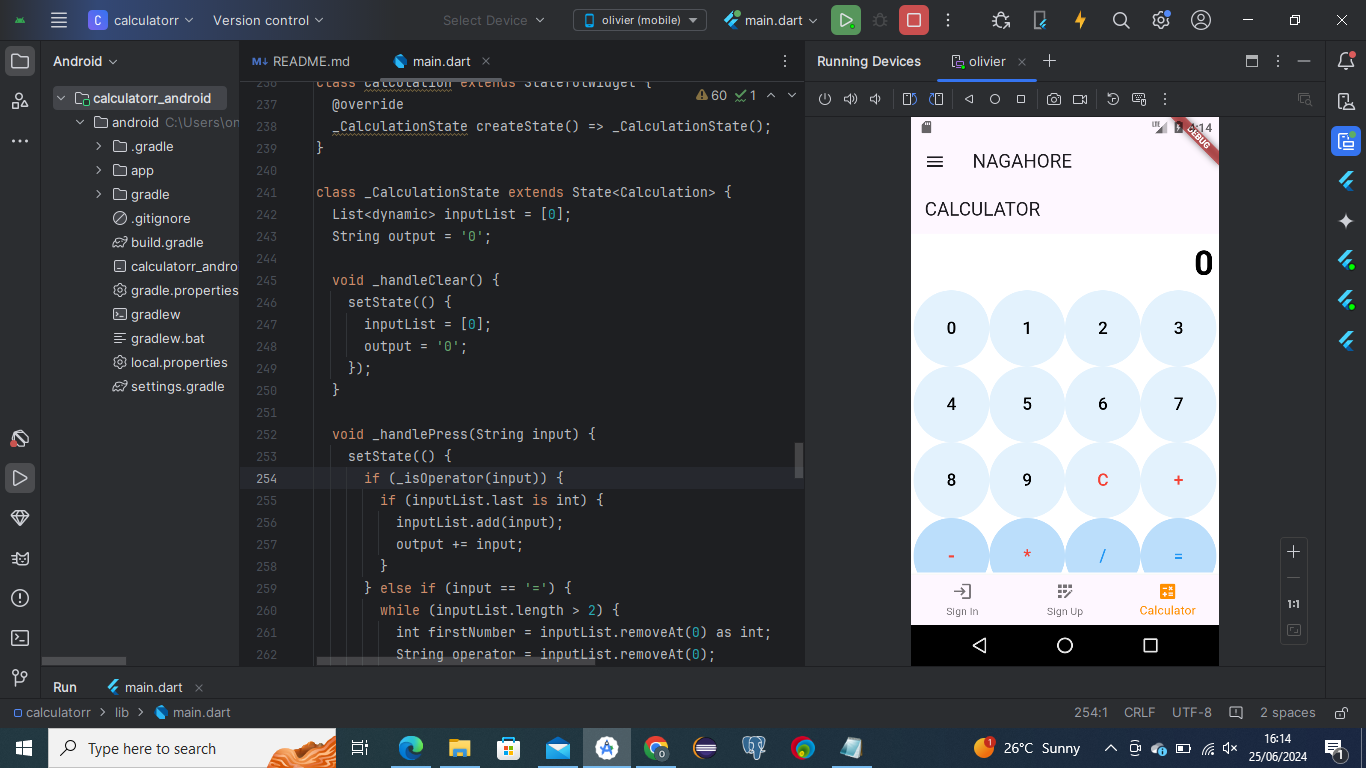 C calculatorr Version control Select Device olivier (mobile) main.dart
Android
calculatorr_android
android C:\Users\on
.gradle
app
gradle
.gitignore
build.gradle
calculatorr_andro
gradle.properties
gradlew
gradlew.bat
local.properties
settings.gradle
M↓ README.md main.dart
60 1
236 class Calculation extends StatefulWidget {
237 @override
238 _CalculationState createState() => _CalculationState();
239 }
240
241 class _CalculationState extends State<Calculation> {
242 List<dynamic> inputList = [0];
243 String output = '0';
244
245 void _handleClear() {
246 setState(() {
247 inputList = [0];
248 output = '0';
249 });
250 }
251
252 void _handlePress(String input) {
253 setState(() {
254 if (_isOperator(input)) {
255 if (inputList.last is int) {
256 inputList.add(input);
257 output += input;
258 }
259 } else if (input == '=') {
260 while (inputList.length > 2) {
261 int firstNumber = inputList.removeAt(0) as int;
262 String operator = inputList.removeAt(0);
Running Devices olivier
LTE 4:14
DEBUG
NAGAHORE
CALCULATOR
0
0 1 2 3
4 5 6 7
8 9 C +
- * / =
Sign In Sign Up Calculator
1:1
Run main.dart
calculatorr > lib > main.dart 254:1 CRLF UTF-8 2 spaces
Type here to search 1 26°C Sunny 16:14
25/06/2024 1